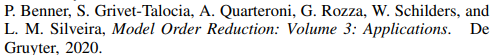 P. Benner, S. Grivet-Talocia, A. Quarteroni, G. Rozza, W. Schilders, and
L. M. Silveira, Model Order Reduction: Volume 3: Applications. De
Gruyter, 2020.